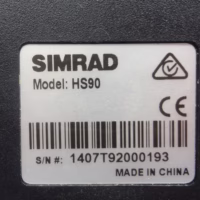 SIMRAD
Model: HS90
CE
S/N #: 1407T92000193
MADE IN CHINA